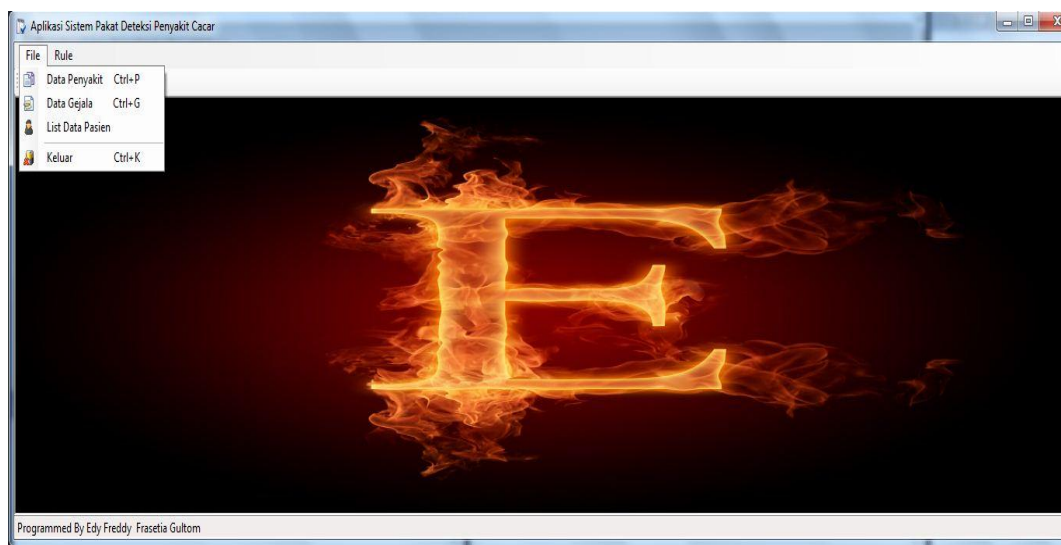 Aplikasi Sistem Pakat Deteksi Penyakit Cacar
File Rule
Data Penyakit Ctrl+P
Data Gejala Ctrl+G
List Data Pasien
Keluar Ctrl+K
E
Programmed By Edy Freddy Frasetia Gultom